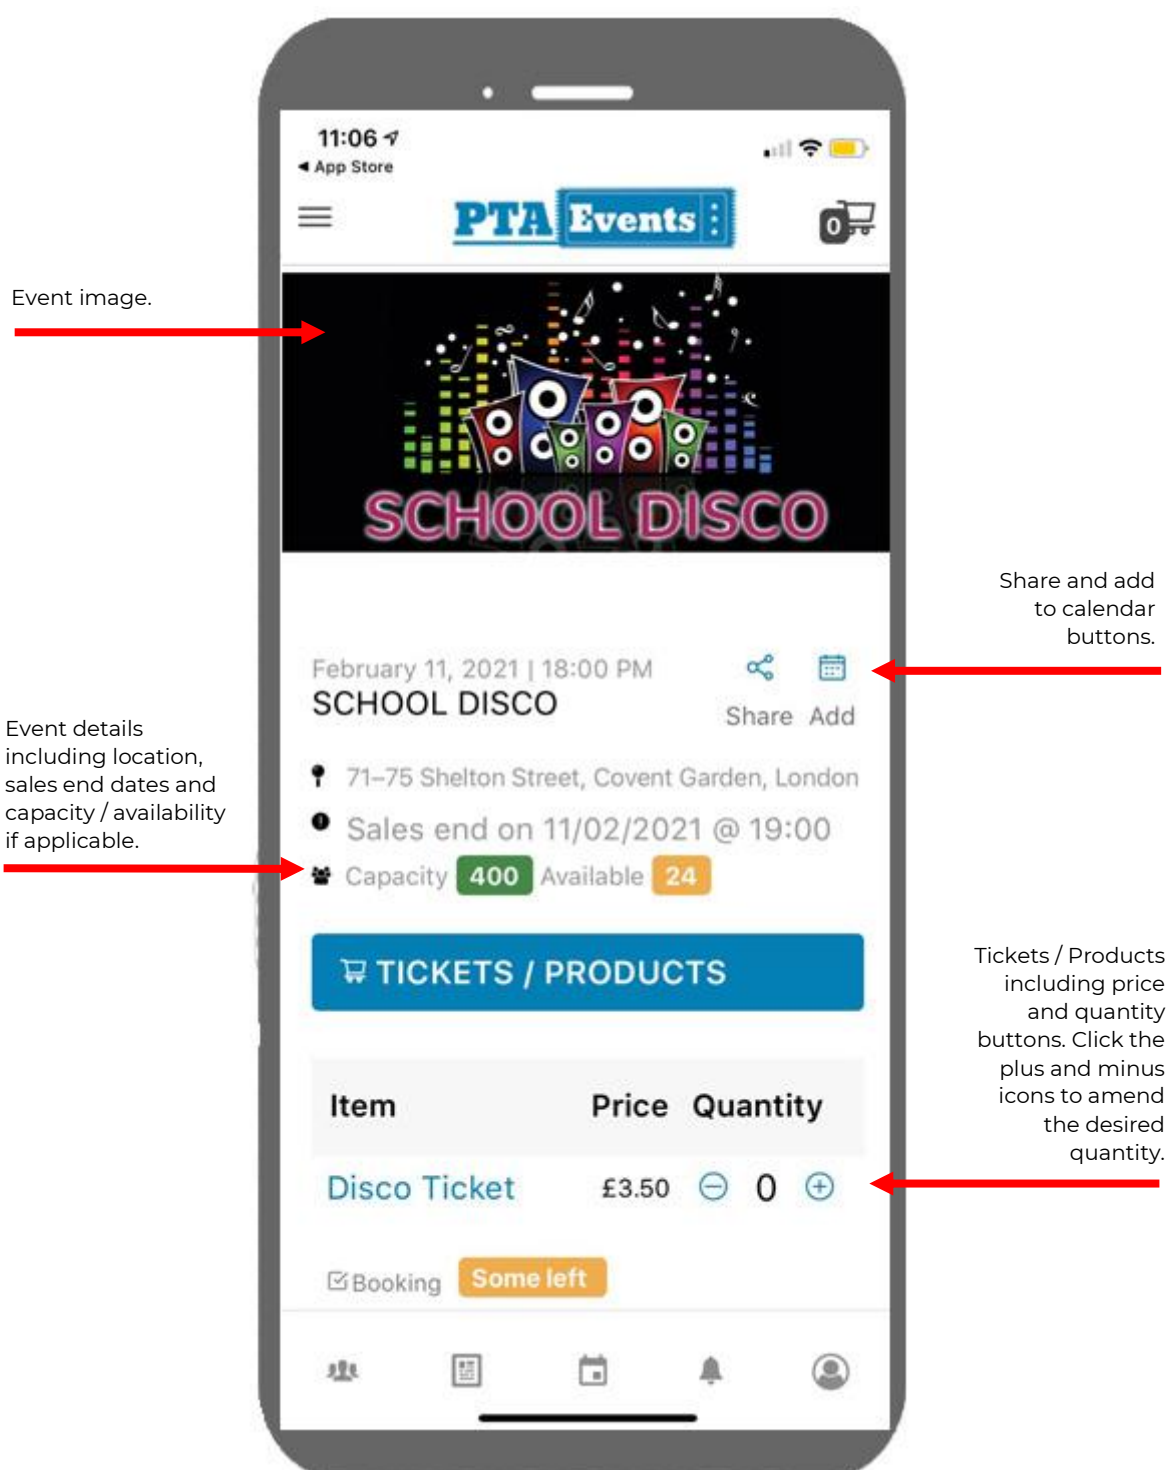 11:06
App Store
PTA Events
0
Event image.
SCHOOL DISCO
Share and add
to calendar
buttons.
February 11, 2021 | 18:00 PM
SCHOOL DISCO
Share Add
Event details
including location,
sales end dates and
capacity / availability
if applicable.
71–75 Shelton Street, Covent Garden, London
Sales end on 11/02/2021 @ 19:00
Capacity 400 Available 24
TICKETS / PRODUCTS
Tickets / Products
including price
and quantity
buttons. Click the
plus and minus
icons to amend
the desired
quantity.
Item Price Quantity
Disco Ticket £3.50 0
Booking Some left